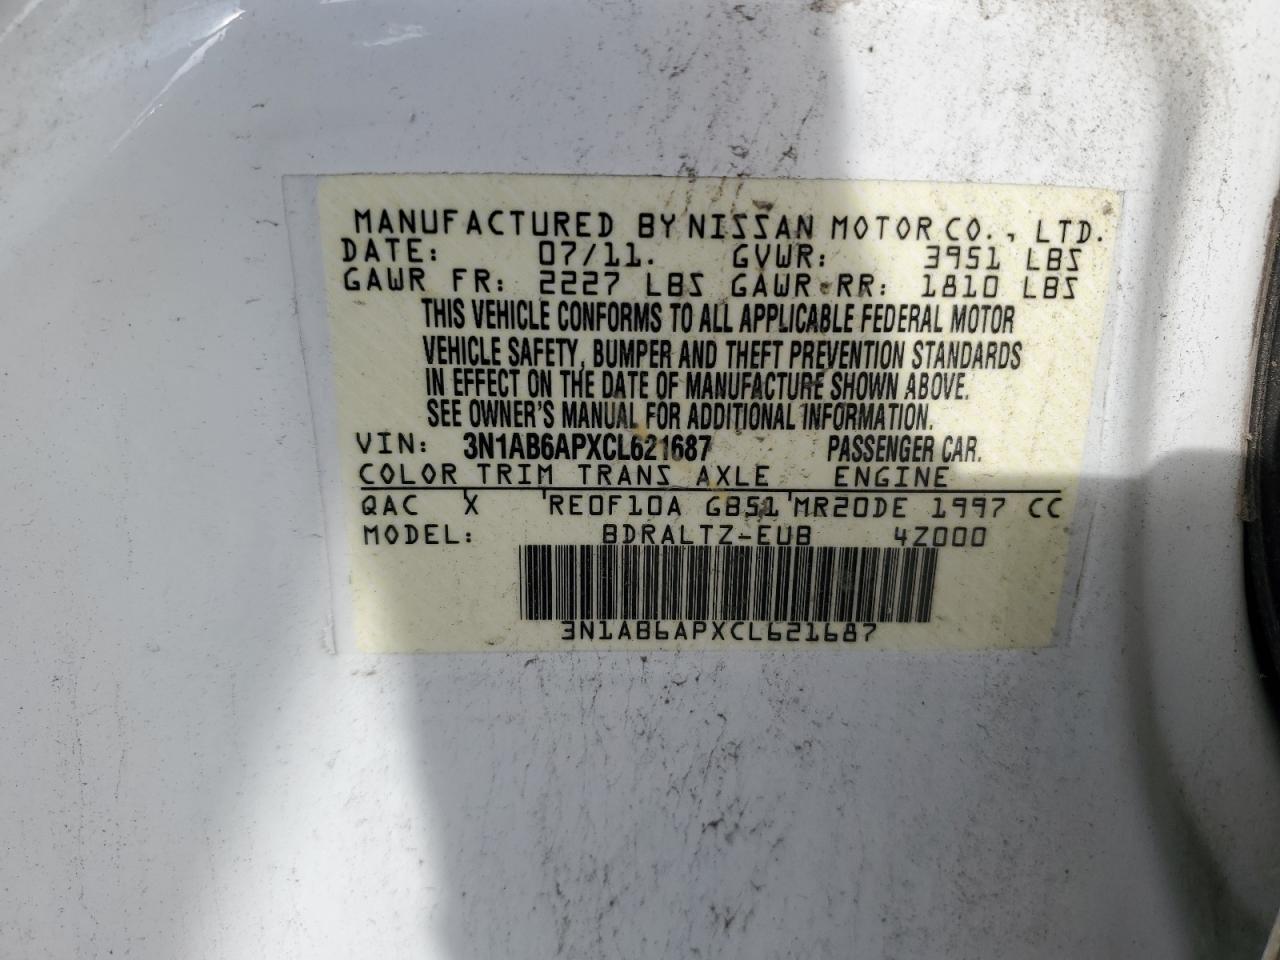 MANUFACTURED BY NISSAN MOTOR CO., LTD.
DATE: 07/11. GVWR: 3951 LBS
GAWR FR: 2227 LBS GAWR RR: 1810 LBS
THIS VEHICLE CONFORMS TO ALL APPLICABLE FEDERAL MOTOR
VEHICLE SAFETY, BUMPER AND THEFT PREVENTION STANDARDS
IN EFFECT ON THE DATE OF MANUFACTURE SHOWN ABOVE.
SEE OWNER'S MANUAL FOR ADDITIONAL INFORMATION.
VIN: 3N1AB6APXCL621687 PASSENGER CAR.
COLOR TRIM TRANS AXLE ENGINE
QAC X 'RE0F10A GB51'MR20DE 1997 CC
MODEL: BDRALTZ-EUB 4Z000
3N1AB6APXCL621687